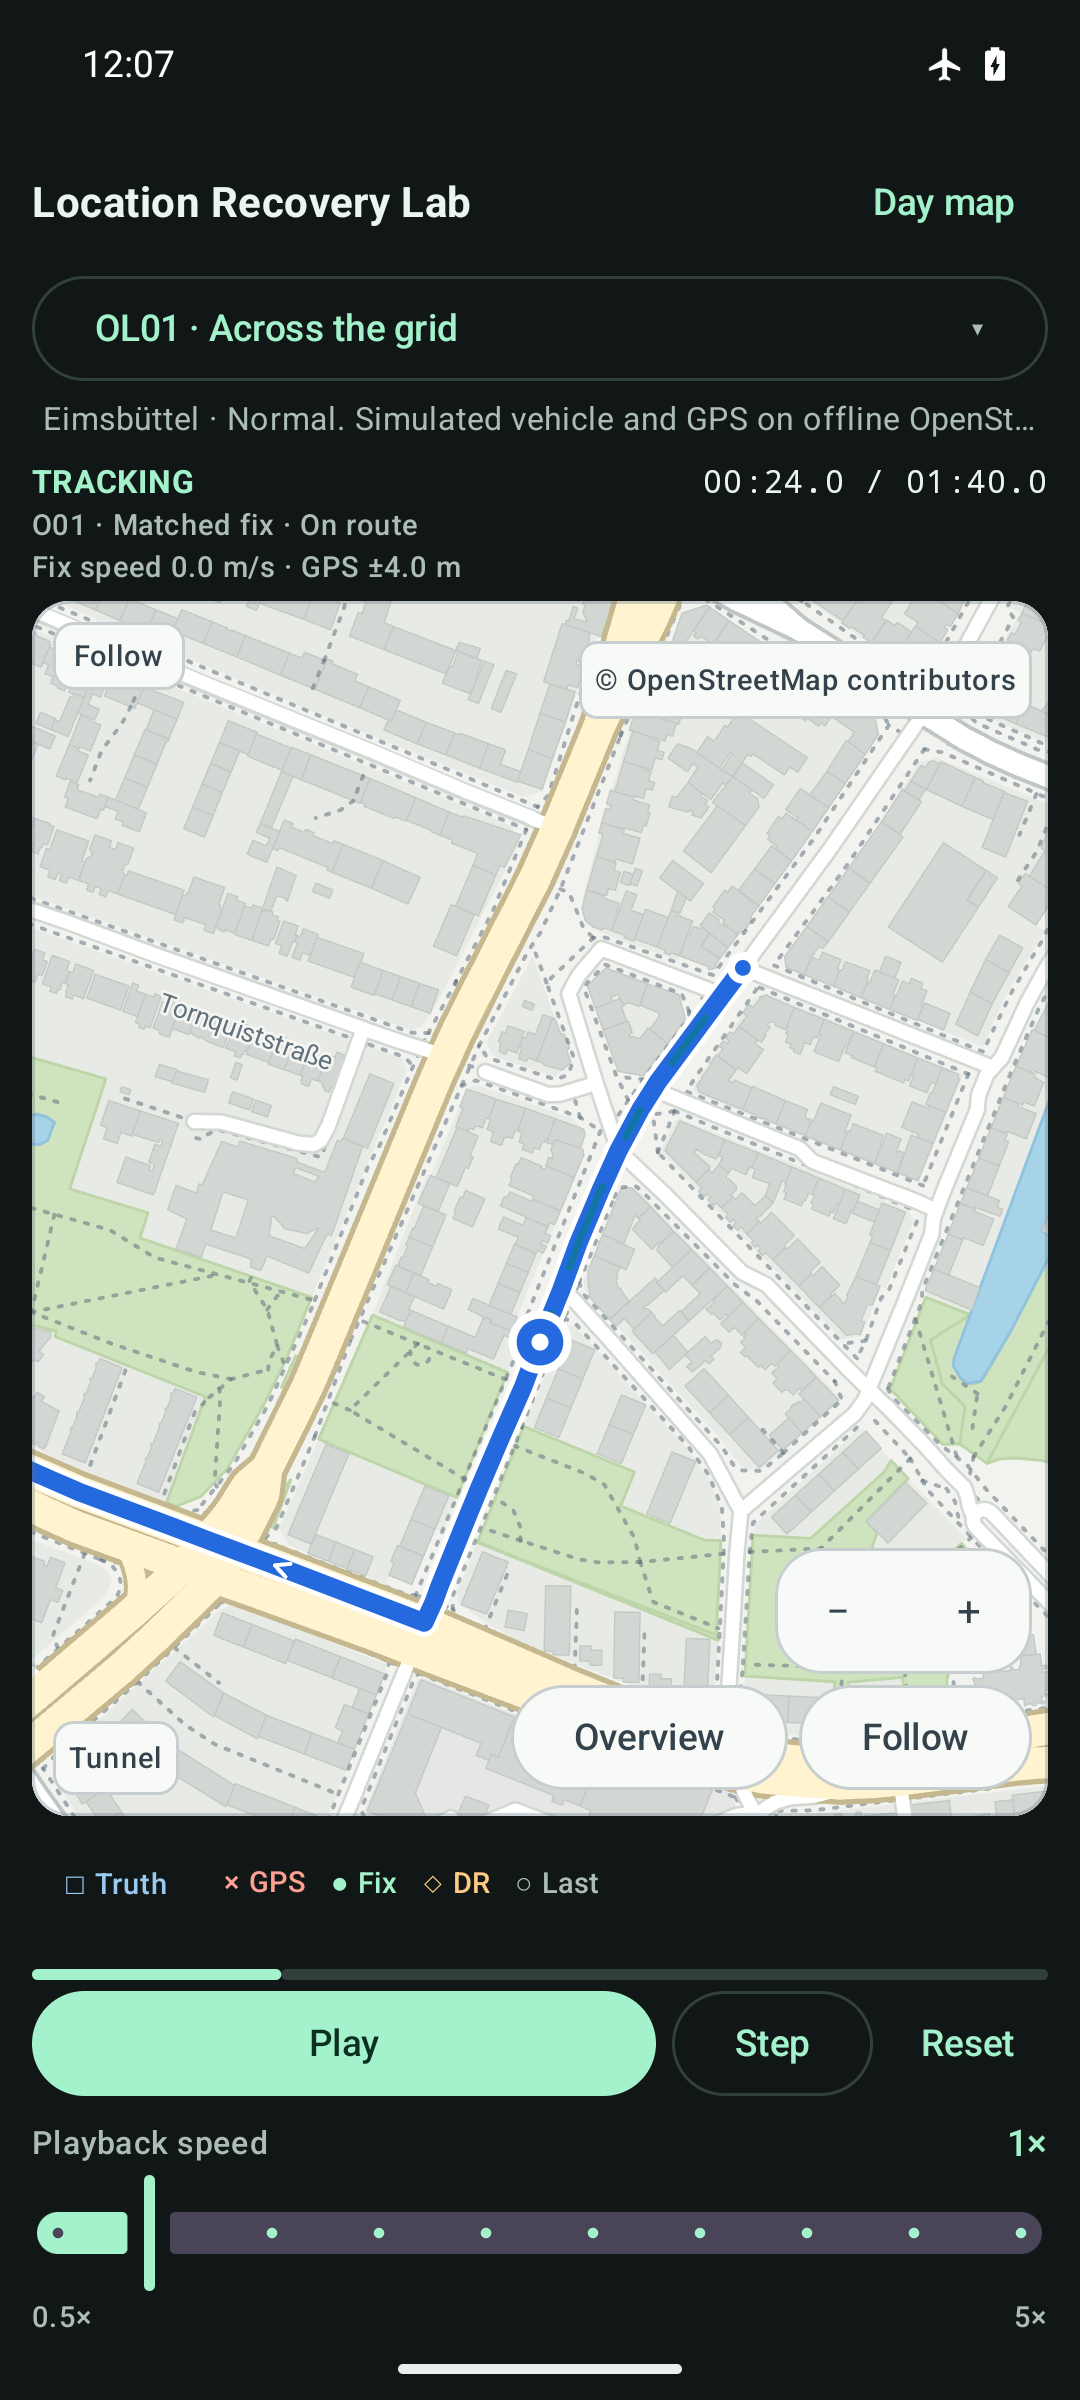 12:07
Location Recovery Lab
Day map
OL01 · Across the grid
Eimsbüttel · Normal. Simulated vehicle and GPS on offline OpenSt…
TRACKING
00:24.0 / 01:40.0
O01 · Matched fix · On route
Fix speed 0.0 m/s · GPS ±4.0 m
Follow
© OpenStreetMap contributors
Tornquiststraße
− +
Overview
Follow
Tunnel
□ Truth × GPS ● Fix ◇ DR ○ Last
Play
Step
Reset
Playback speed
1×
0.5×
5×